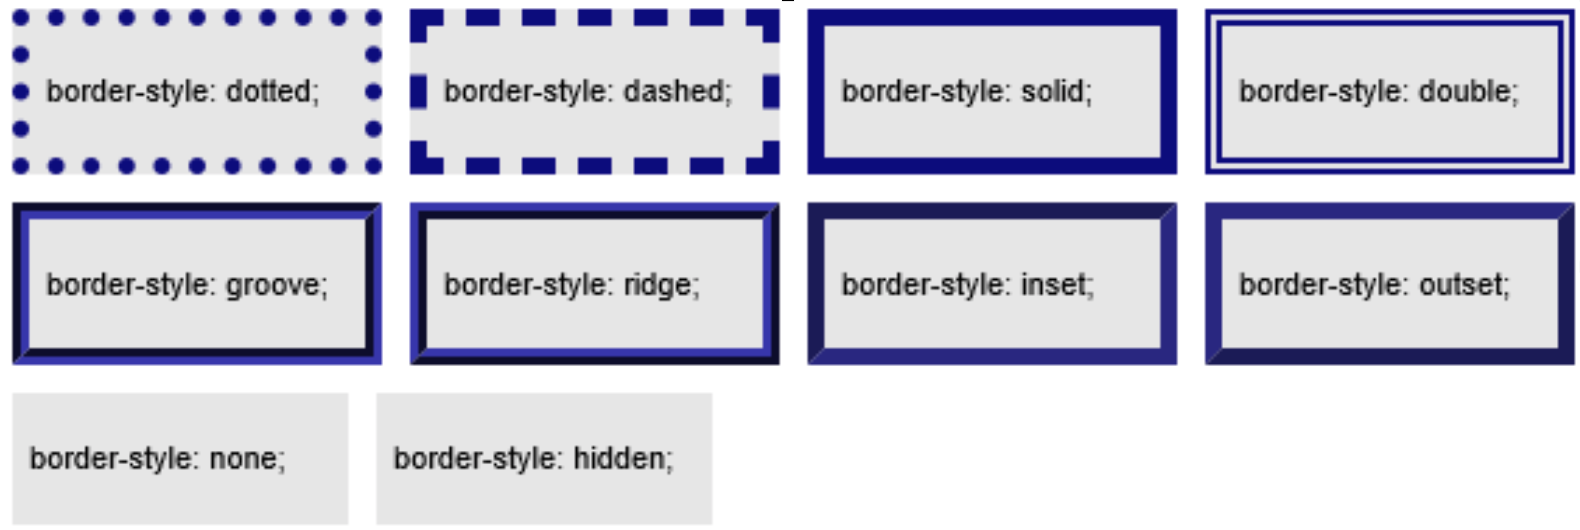 border-style: dotted;
border-style: dashed;
border-style: solid;
border-style: double;
border-style: groove;
border-style: ridge;
border-style: inset;
border-style: outset;
border-style: none;
border-style: hidden;